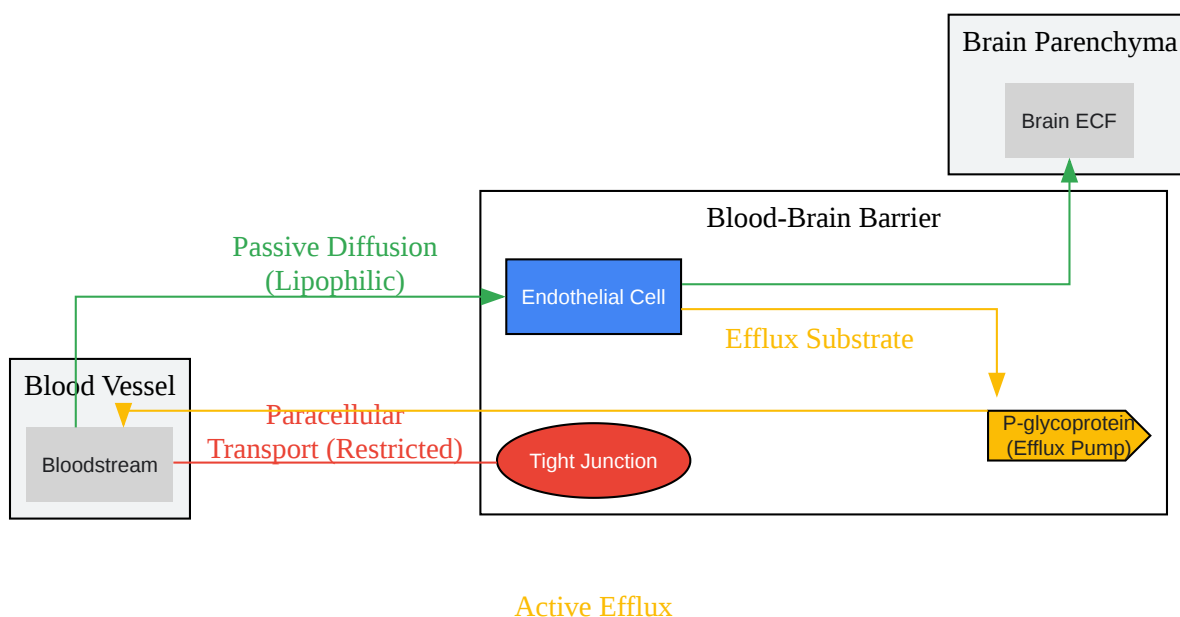 Brain Parenchyma
Brain ECF
Blood-Brain Barrier
Passive Diffusion
(Lipophilic)
Endothelial Cell
Efflux Substrate
Blood Vessel
Bloodstream
Paracellular
Transport (Restricted)
Tight Junction
P-glycoprotein
(Efflux Pump)
Active Efflux